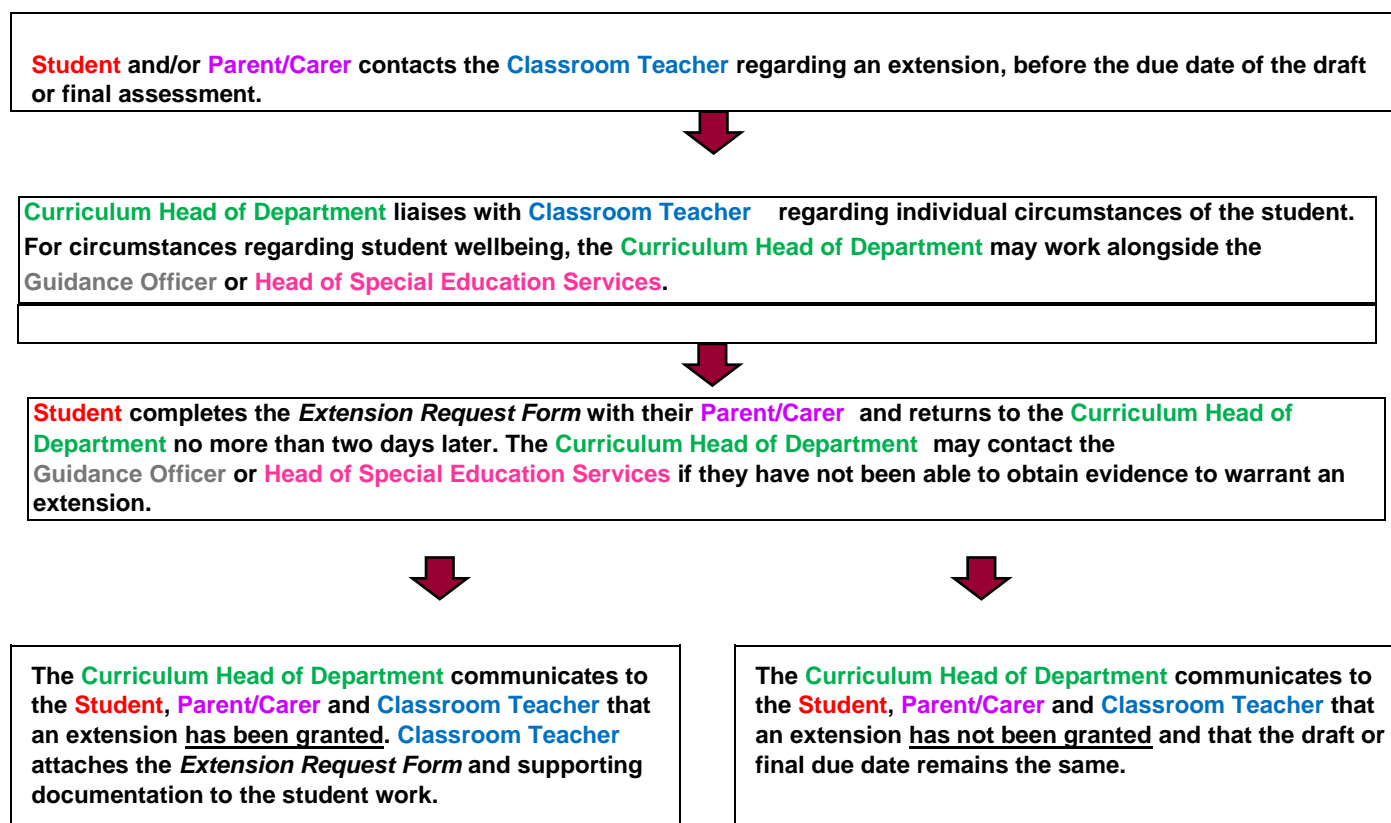 Student and/or Parent/Carer contacts the Classroom Teacher regarding an extension, before the due date of the draft
or final assessment.
Curriculum Head of Department liaises with Classroom Teacher regarding individual circumstances of the student.
For circumstances regarding student wellbeing, the Curriculum Head of Department may work alongside the
Guidance Officer or Head of Special Education Services.
Student completes the Extension Request Form with their Parent/Carer and returns to the Curriculum Head of
Department no more than two days later. The Curriculum Head of Department may contact the
Guidance Officer or Head of Special Education Services if they have not been able to obtain evidence to warrant an
extension.
The Curriculum Head of Department communicates to
the Student, Parent/Carer and Classroom Teacher that
an extension has been granted. Classroom Teacher
attaches the Extension Request Form and supporting
documentation to the student work.
The Curriculum Head of Department communicates to
the Student, Parent/Carer and Classroom Teacher that
an extension has not been granted and that the draft or
final due date remains the same.